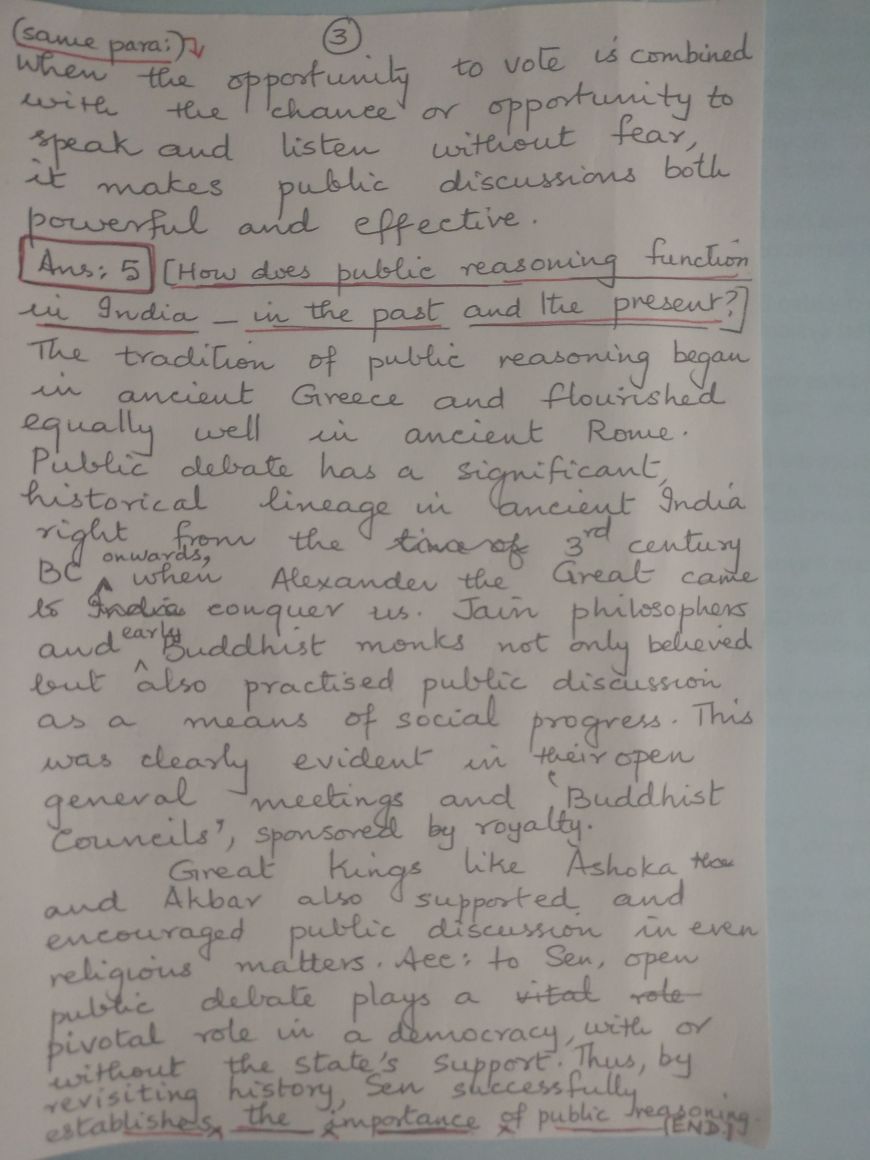 (same para:) ③
when the opportunity to vote is combined
with the chance or opportunity to
speak and listen without fear,
it makes public discussions both
powerful and effective.
Ans: 5 [How does public reasoning function
in India – in the past and the present?]
The tradition of public reasoning began
in ancient Greece and flourished
equally well in ancient Rome.
Public debate has a significant,
historical lineage in ancient India
right from the time of 3rd century
BC onwards, when Alexander the Great came
to India conquer us. Jain philosophers
and early Buddhist monks not only believed
but also practised public discussion
as a means of social progress. This
was clearly evident in their open
general meetings and 'Buddhist
Councils', sponsored by royalty.
Great Kings like Ashoka
and Akbar also supported and
encouraged public discussion in even
religious matters. Acc: to Sen, open
public debate plays a vital role
pivotal role in a democracy, with or
without the state's support. Thus, by
revisiting history, Sen successfully
establishes the importance of public reasoning.
(END.)